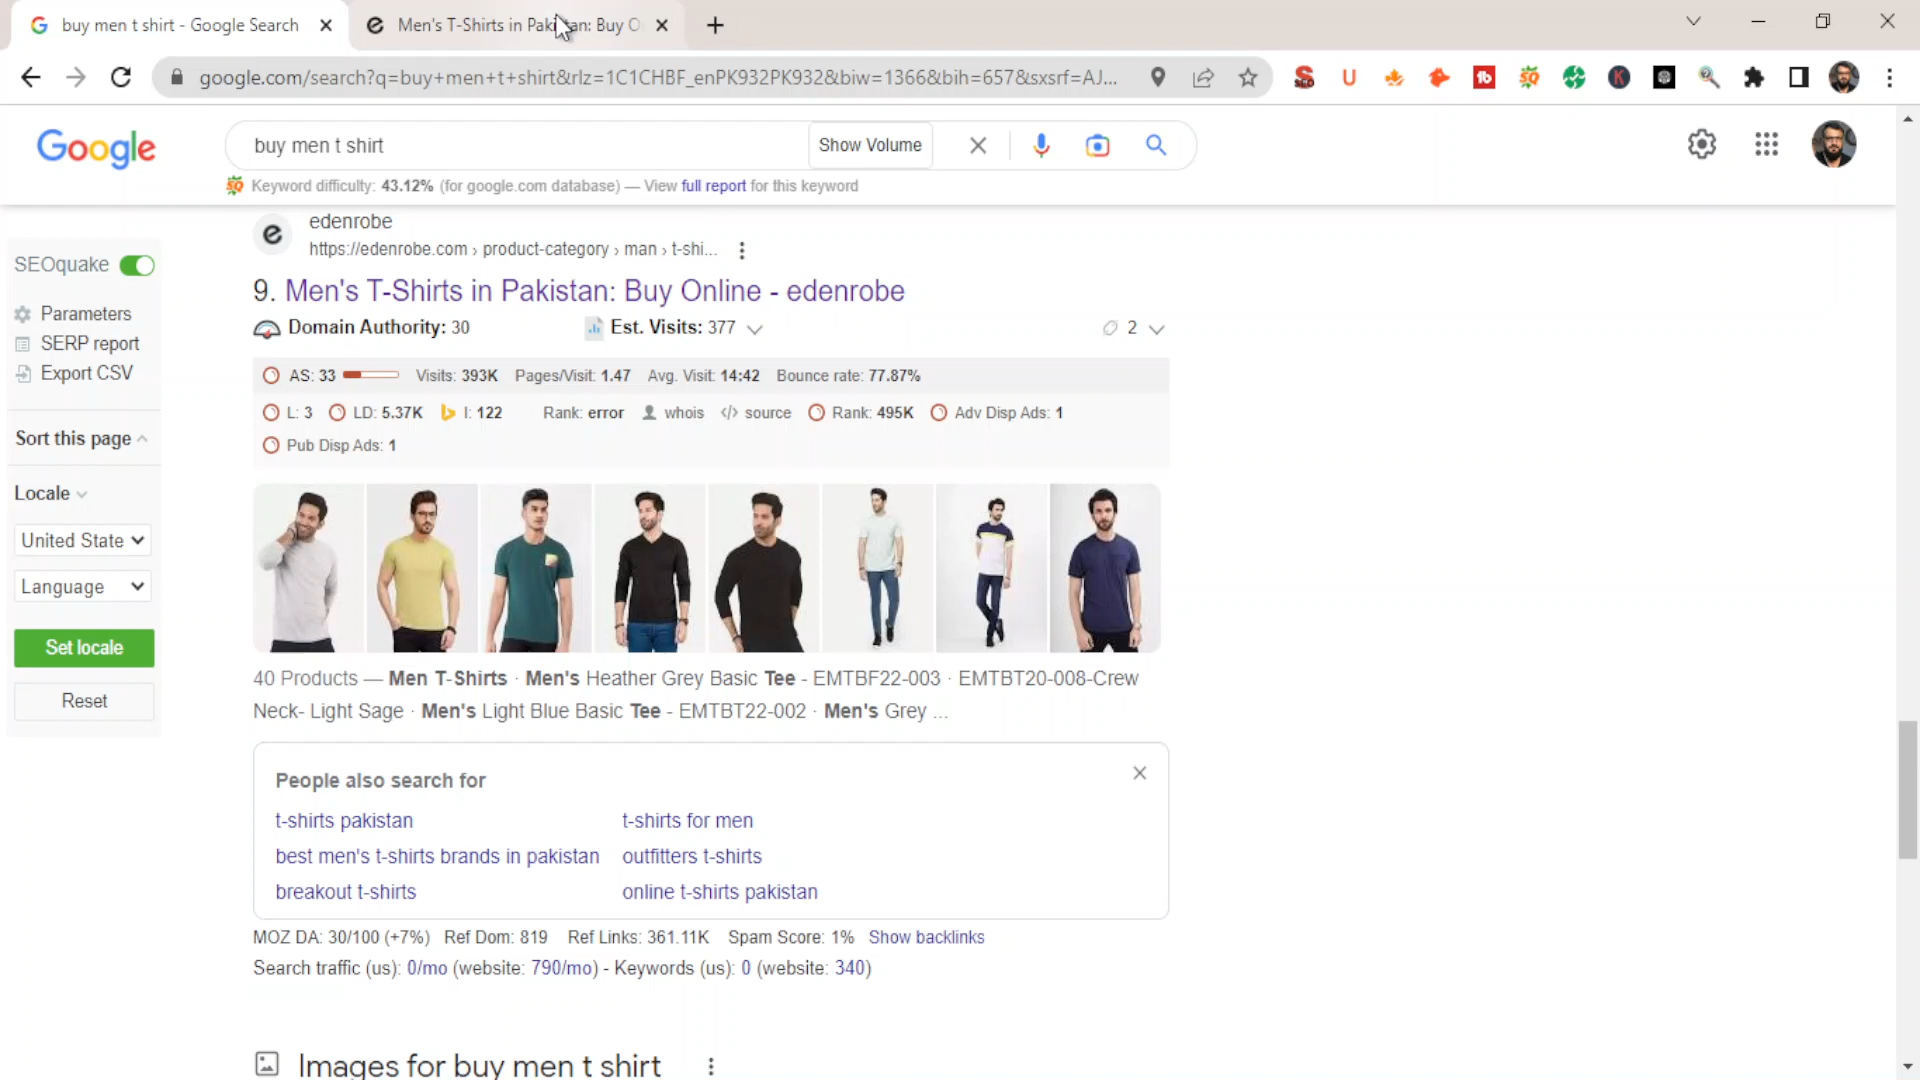 buy men t shirt - Google Search
Men's T-Shirts in Pakistan: Buy O
google.com/search?q=buy+men+t+shirt&rlz=1C1CHBF_enPK932PK932&biw=1366&bih=657&sxsrf=AJ...
Google
buy men t shirt
Show Volume
Keyword difficulty: 43.12% (for google.com database) — View full report for this keyword
edenrobe
https://edenrobe.com › product-category › man › t-shi...
SEOquake
9. Men's T-Shirts in Pakistan: Buy Online - edenrobe
Parameters
Domain Authority: 30 Est. Visits: 377 2
SERP report
Export CSV
AS: 33 Visits: 393K Pages/Visit: 1.47 Avg. Visit: 14:42 Bounce rate: 77.87%
L: 3 LD: 5.37K I: 122 Rank: error whois source Rank: 495K Adv Disp Ads: 1
Sort this page
Pub Disp Ads: 1
Locale
United State
Language
Set locale
Reset
40 Products — Men T-Shirts · Men's Heather Grey Basic Tee - EMTBF22-003 · EMTBT20-008-Crew
Neck- Light Sage · Men's Light Blue Basic Tee - EMTBT22-002 · Men's Grey ...
People also search for
t-shirts pakistan t-shirts for men
best men's t-shirts brands in pakistan outfitters t-shirts
breakout t-shirts online t-shirts pakistan
MOZ DA: 30/100 (+7%) Ref Dom: 819 Ref Links: 361.11K Spam Score: 1% Show backlinks
Search traffic (us): 0/mo (website: 790/mo) - Keywords (us): 0 (website: 340)
Images for buy men t shirt